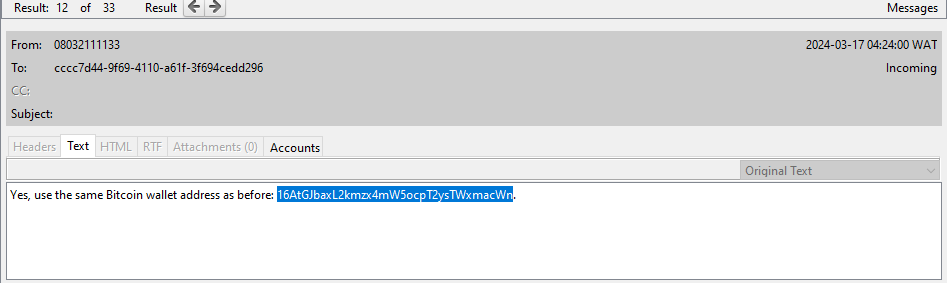 Result: 12 of 33 Result Messages
From: 08032111133 2024-03-17 04:24:00 WAT
To: cccc7d44-9f69-4110-a61f-3f694cedd296 Incoming
CC:
Subject:
Headers Text HTML RTF Attachments (0) Accounts
Original Text
Yes, use the same Bitcoin wallet address as before: 16AtGJbaxL2kmzx4mW5ocpT2ysTWxmacWn.